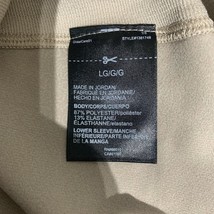 LG/G/G
MADE IN JORDAN/
FABRIQUÉ EN JORDANIE/
HECHO EN JORDANIA
BODY/CORPS/CUERPO
87% POLYESTER/poliéster
13% ELASTANE/
ÉLASTHANNE/elastano
LOWER SLEEVE/MANCHE
INFÉRIEURE/PARTE INFERIOR
DE LA MANGA